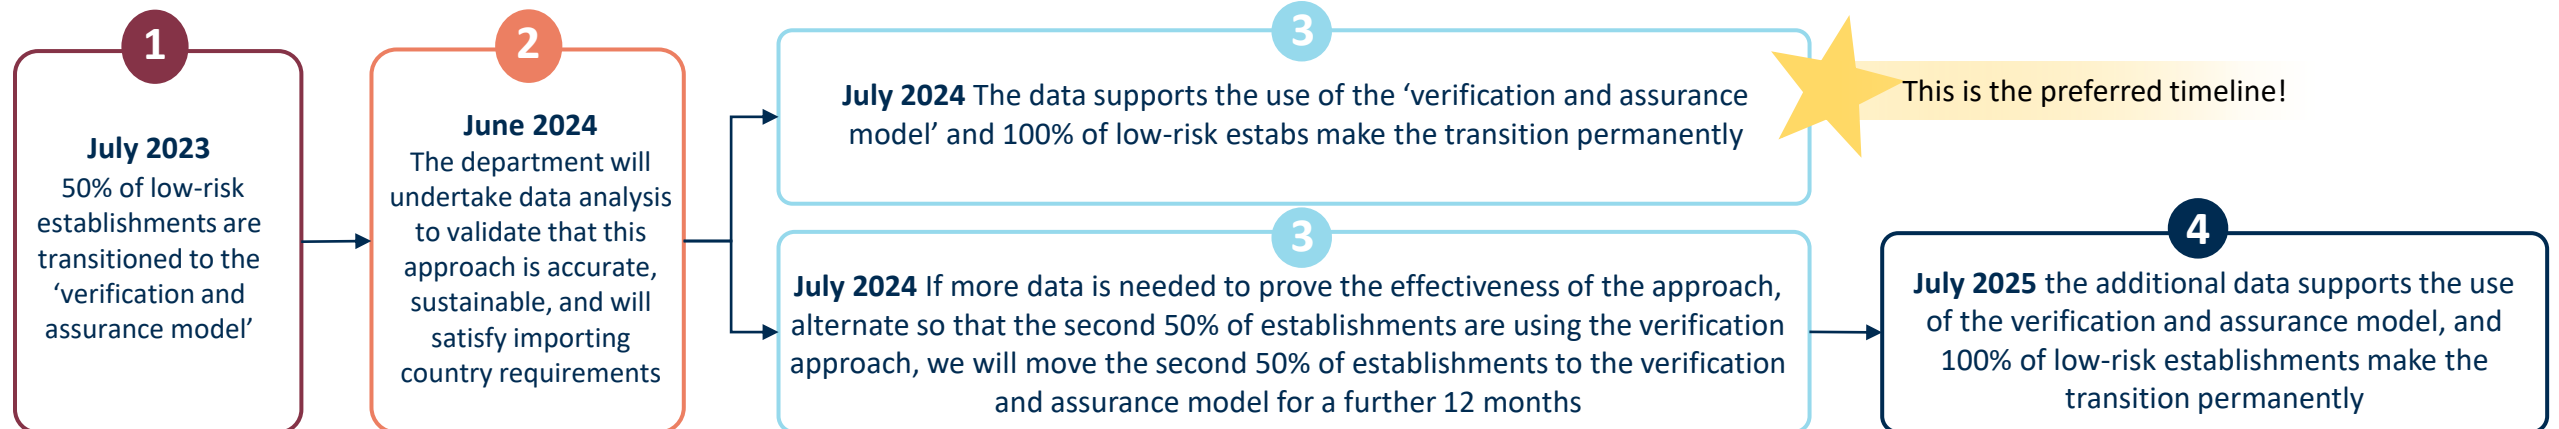 1
July 2023
50% of low-risk
establishments are
transitioned to the
‘verification and
assurance model’
2
June 2024
The department will
undertake data analysis
to validate that this
approach is accurate,
sustainable, and will
satisfy importing
country requirements
3
July 2024 The data supports the use of the ‘verification and assurance
model’ and 100% of low-risk estabs make the transition permanently
This is the preferred timeline!
3
July 2024 If more data is needed to prove the effectiveness of the approach,
alternate so that the second 50% of establishments are using the verification
approach, we will move the second 50% of establishments to the verification
and assurance model for a further 12 months
4
July 2025 the additional data supports the use
of the verification and assurance model, and
100% of low-risk establishments make the
transition permanently